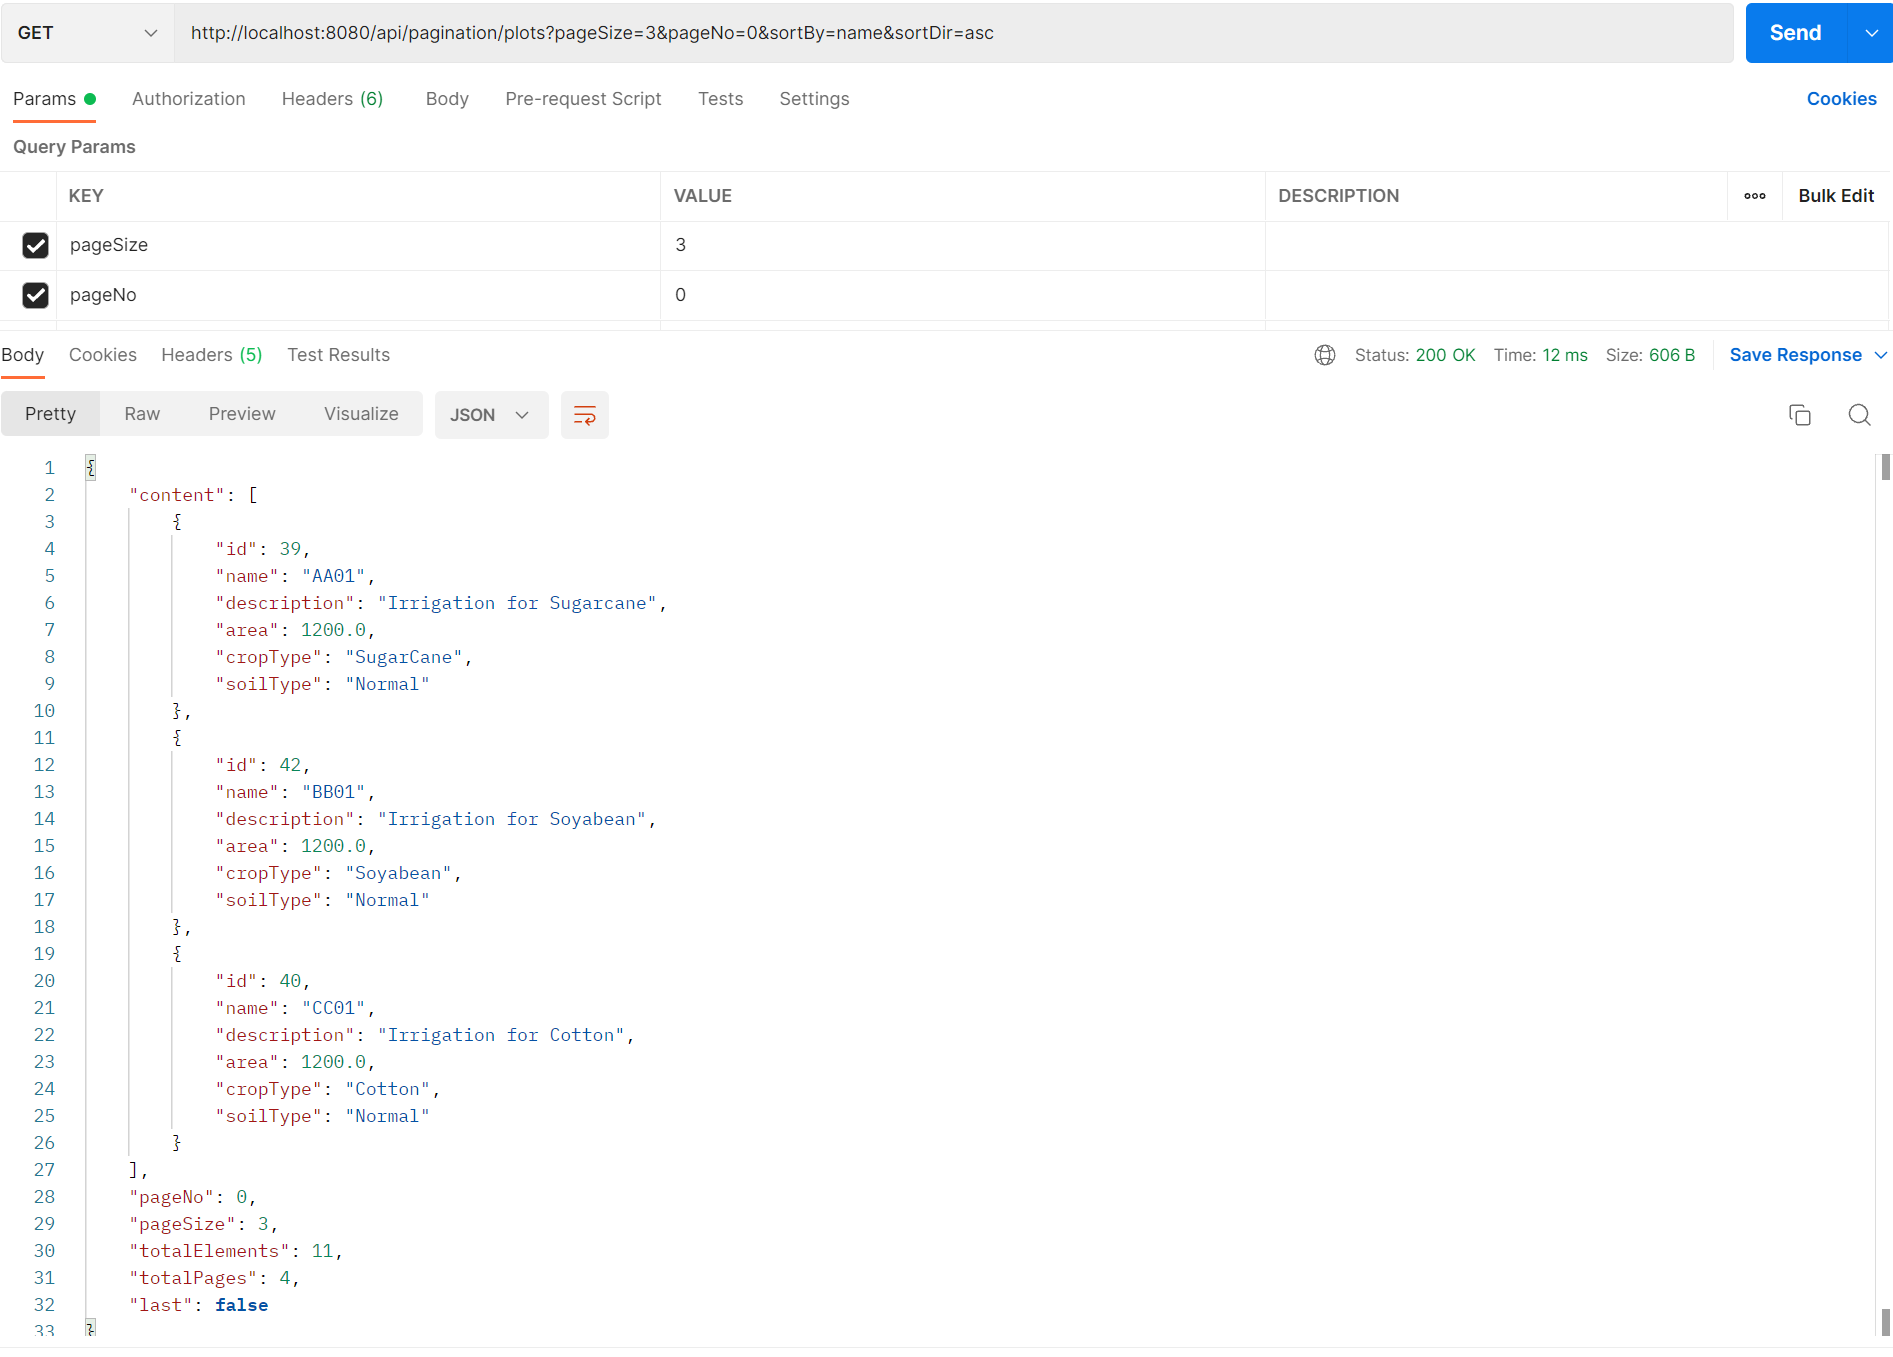 GET http://localhost:8080/api/pagination/plots?pageSize=3&pageNo=0&sortBy=name&sortDir=asc Send
Params Authorization Headers (6) Body Pre-request Script Tests Settings Cookies
Query Params
KEY VALUE DESCRIPTION ooo Bulk Edit
pageSize 3
pageNo 0
Body Cookies Headers (5) Test Results Status: 200 OK Time: 12 ms Size: 606 B Save Response
Pretty Raw Preview Visualize JSON
1 {
2 "content": [
3 {
4 "id": 39,
5 "name": "AA01",
6 "description": "Irrigation for Sugarcane",
7 "area": 1200.0,
8 "cropType": "SugarCane",
9 "soilType": "Normal"
10 },
11 {
12 "id": 42,
13 "name": "BB01",
14 "description": "Irrigation for Soyabean",
15 "area": 1200.0,
16 "cropType": "Soyabean",
17 "soilType": "Normal"
18 },
19 {
20 "id": 40,
21 "name": "CC01",
22 "description": "Irrigation for Cotton",
23 "area": 1200.0,
24 "cropType": "Cotton",
25 "soilType": "Normal"
26 }
27 ],
28 "pageNo": 0,
29 "pageSize": 3,
30 "totalElements": 11,
31 "totalPages": 4,
32 "last": false
33 }